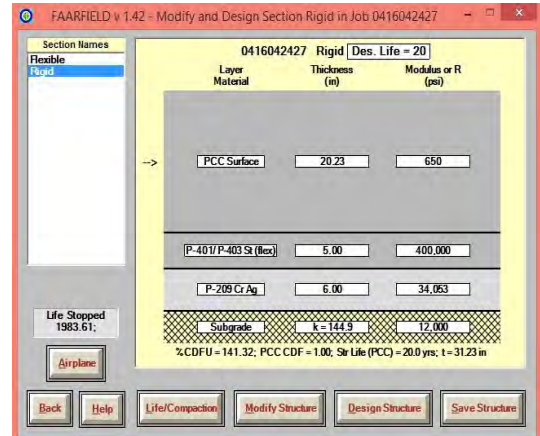 FAARFIELD v 1.42 - Modify and Design Section Rigid in Job 0416042427
Section Names
Flexible
Rigid
0416042427 Rigid Des. Life = 20
Layer Material Thickness (in) Modulus or R (psi)
--> PCC Surface 20.23 650
P-401/P-403 St (flex) 5.00 400,000
P-209 Cr Ag 6.00 34,053
Subgrade k = 144.9 12,000
%CDFU = 141.32; PCC CDF = 1.00; Str Life (PCC) = 20.0 yrs; t = 31.23 in
Life Stopped
1983.61;
Airplane
Back Help Life/Compaction Modify Structure Design Structure Save Structure